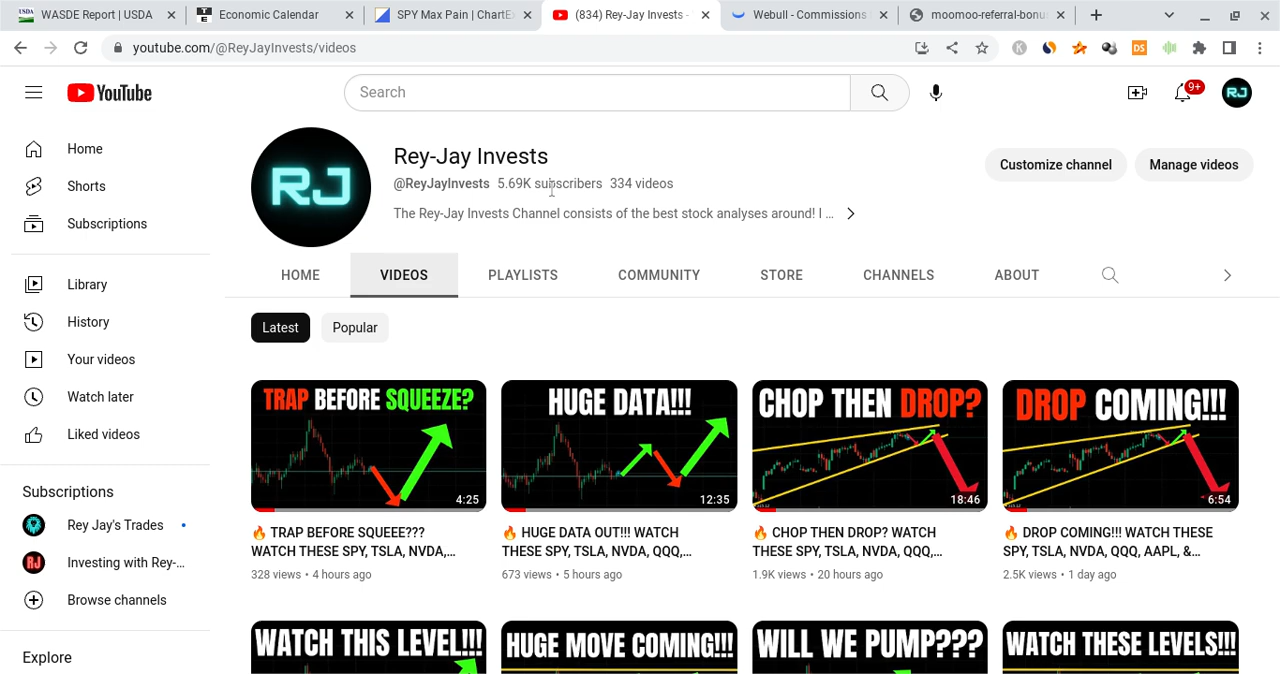 WASDE Report | USDA
Economic Calendar
SPY Max Pain | ChartEx
(834) Rey-Jay Invests -
Webull - Commissions
moomoo-referral-bonu
youtube.com/@ReyJayInvests/videos
K
DS
YouTube
Search
9+
RJ
Home
Shorts
Subscriptions
Library
History
Your videos
Watch later
Liked videos
Subscriptions
Rey Jay's Trades
RJ
Investing with Rey-...
Browse channels
Explore
RJ
Rey-Jay Invests
@ReyJayInvests 5.69K subscribers 334 videos
The Rey-Jay Invests Channel consists of the best stock analyses around! I ...
Customize channel
Manage videos
HOME
VIDEOS
PLAYLISTS
COMMUNITY
STORE
CHANNELS
ABOUT
Latest
Popular
TRAP BEFORE SQUEEZE?
4:25
🔥 TRAP BEFORE SQUEEE???
WATCH THESE SPY, TSLA, NVDA,...
328 views • 4 hours ago
HUGE DATA!!!
12:35
🔥 HUGE DATA OUT!!! WATCH
THESE SPY, TSLA, NVDA, QQQ,...
673 views • 5 hours ago
CHOP THEN DROP?
18:46
🔥 CHOP THEN DROP? WATCH
THESE SPY, TSLA, NVDA, QQQ,...
1.9K views • 20 hours ago
DROP COMING!!!
6:54
🔥 DROP COMING!!! WATCH THESE
SPY, TSLA, NVDA, QQQ, AAPL, &...
2.5K views • 1 day ago
WATCH THIS LEVEL!!!
HUGE MOVE COMING!!!
WILL WE PUMP???
WATCH THESE LEVELS!!!